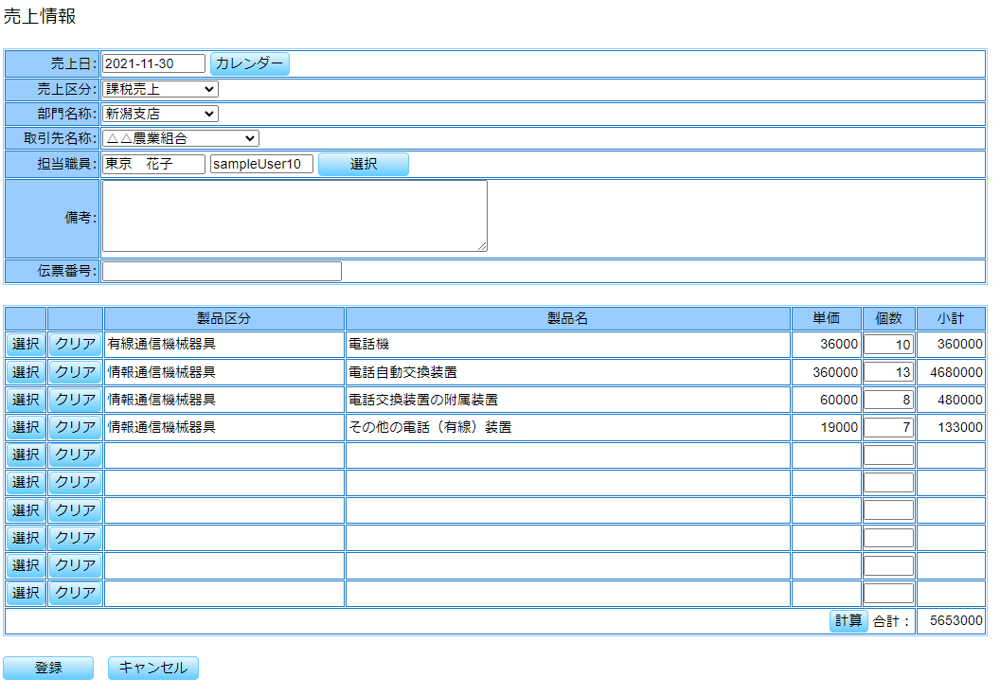 売上情報
売上日: 2021-11-30 カレンダー
売上区分: 課税売上
部門名称: 新潟支店
取引先名称: △△農業組合
担当職員: 東京　花子 sampleUser10 選択
備考:
伝票番号:
製品区分 製品名 単価 個数 小計
選択 クリア 有線通信機械器具 電話機 36000 10 360000
選択 クリア 情報通信機械器具 電話自動交換装置 360000 13 4680000
選択 クリア 情報通信機械器具 電話交換装置の附属装置 60000 8 480000
選択 クリア 情報通信機械器具 その他の電話（有線）装置 19000 7 133000
選択 クリア
選択 クリア
選択 クリア
選択 クリア
選択 クリア
選択 クリア
計算 合計： 5653000
登録 キャンセル